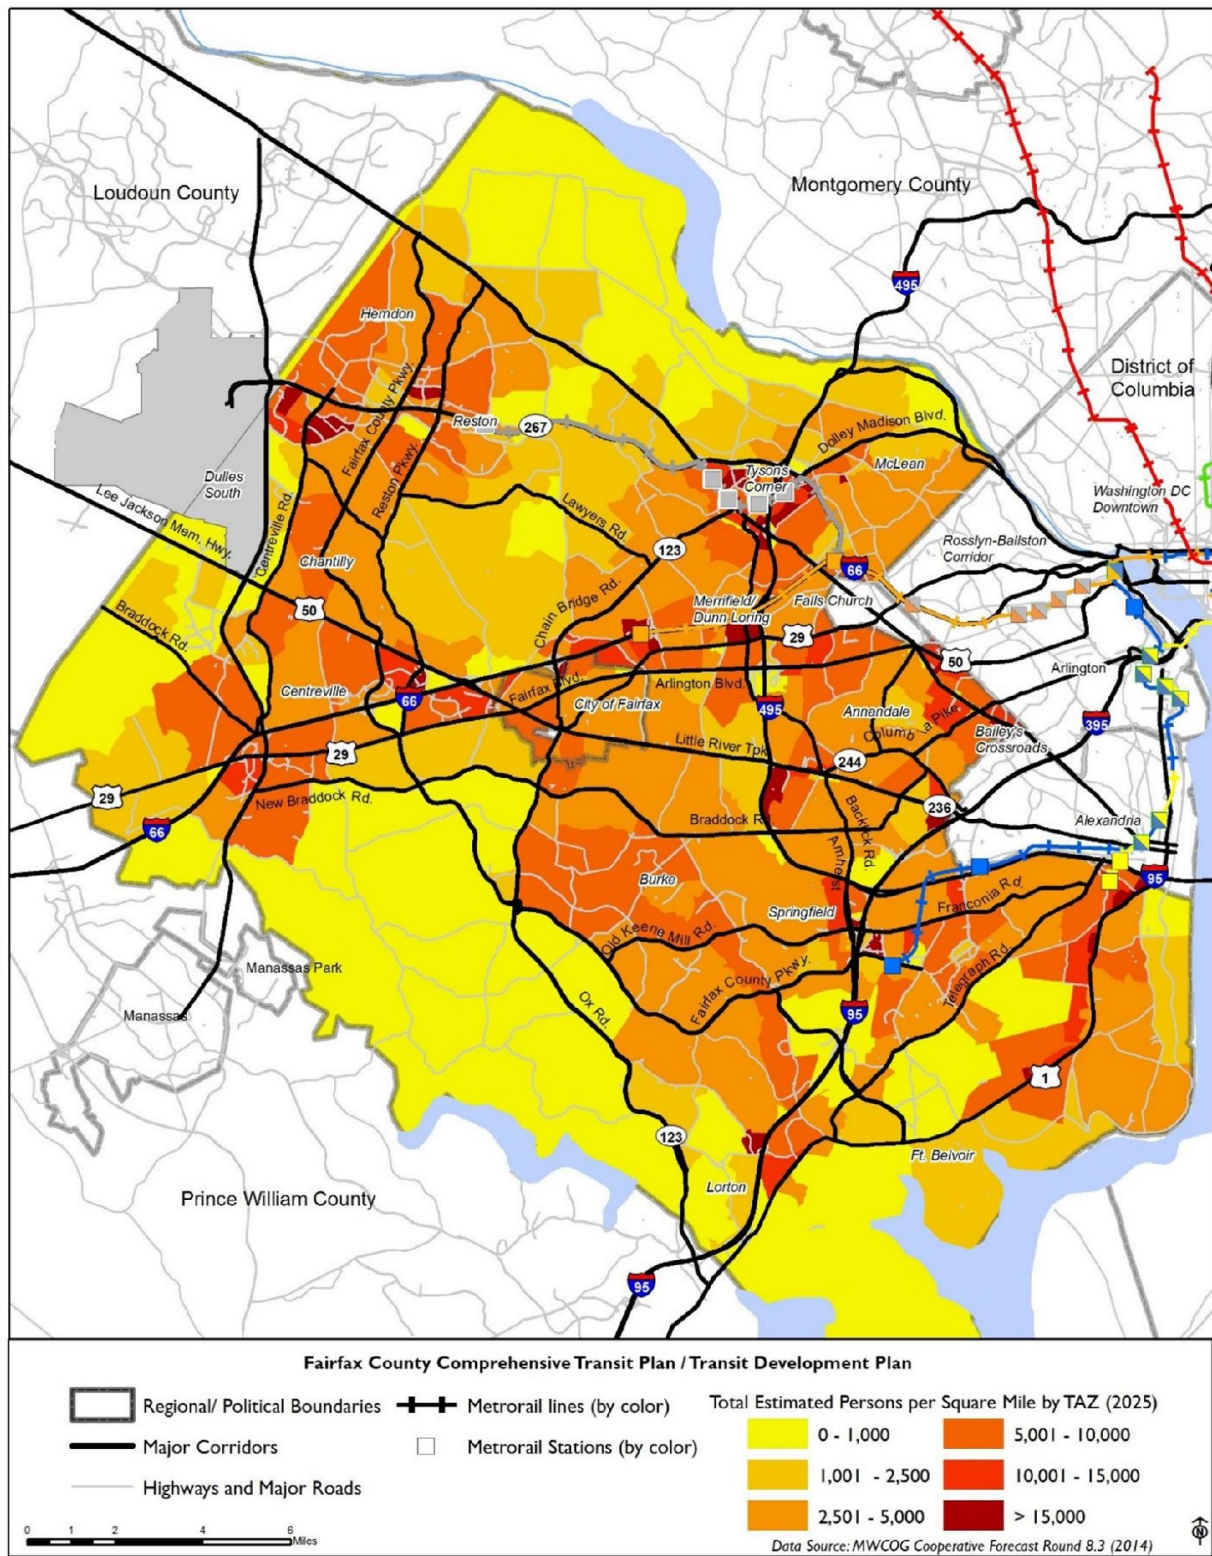 Loudoun County
Montgomery County
495
Herndon
District of
Columbia
Fairfax County Pkwy.
Reston
267
Dolley Madison Blvd.
McLean
Tysons
Corner
Dulles
South
Reston Pkwy.
Lee Jackson Mem. Hwy.
Centreville Rd.
Lawyers Rd.
Washington DC
Downtown
Rosslyn-Ballston
Corridor
123
Chantilly
66
Chain Bridge Rd.
Merrifield/
Dunn Loring
Falls Church
50
Braddock Rd.
29
50
Arlington
Centreville
66
Fairfax Blvd.
Arlington Blvd.
City of Fairfax
495
Annandale
Columbia Pike.
395
Bailey's
Crossroads
29
Little River Tpk.
244
29
New Braddock Rd.
236
66
Braddock Rd.
Backlick Rd.
Alexandria
Amherst
Burke
95
Springfield
Franconia Rd.
Old Keene Mill Rd.
Manassas Park
Fairfax County Pkwy.
Telegraph Rd.
Manassas
Ox Rd.
95
1
123
Ft. Belvoir
Lorton
Prince William County
95
Fairfax County Comprehensive Transit Plan / Transit Development Plan
Regional/ Political Boundaries
Metrorail lines (by color)
Major Corridors
Metrorail Stations (by color)
Highways and Major Roads
Total Estimated Persons per Square Mile by TAZ (2025)
0 - 1,000
5,001 - 10,000
1,001 - 2,500
10,001 - 15,000
2,501 - 5,000
> 15,000
0 1 2 4 6
Miles
Data Source: MWCOG Cooperative Forecast Round 8.3 (2014)
N